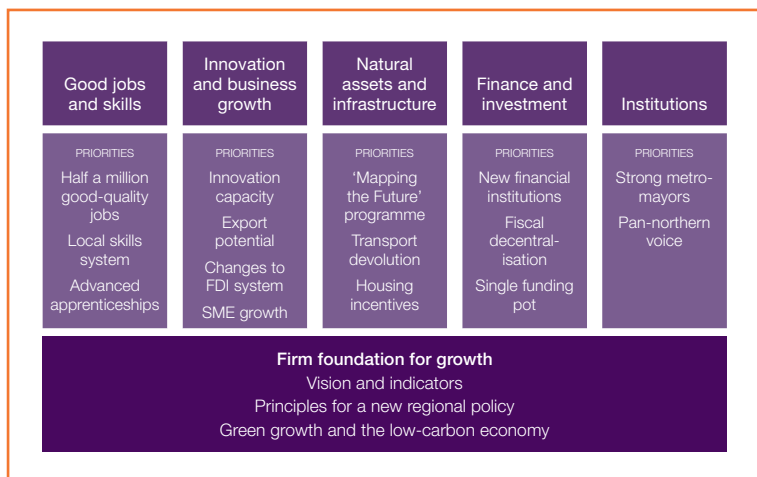 Good jobs
and skills
Innovation
and business
growth
Natural
assets and
infrastructure
Finance and
investment
Institutions
PRIORITIES
Half a million
good-quality
jobs
Local skills
system
Advanced
apprenticeships
PRIORITIES
Innovation
capacity
Export
potential
Changes to
FDI system
SME growth
PRIORITIES
‘Mapping
the Future’
programme
Transport
devolution
Housing
incentives
PRIORITIES
New financial
institutions
Fiscal
decentral-
isation
Single funding
pot
PRIORITIES
Strong metro-
mayors
Pan-northern
voice
Firm foundation for growth
Vision and indicators
Principles for a new regional policy
Green growth and the low-carbon economy